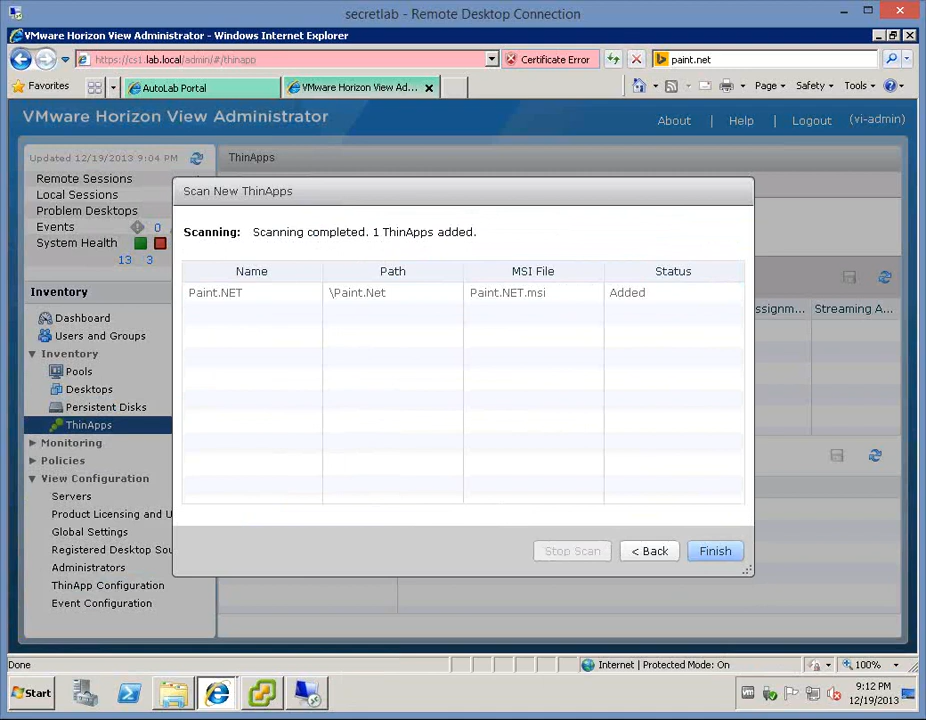 secretlab - Remote Desktop Connection
VMware Horizon View Administrator - Windows Internet Explorer
https://cs1.lab.local/admin/#/thinapp
Certificate Error
paint.net
Favorites
AutoLab Portal
VMware Horizon View Ad...
Page
Safety
Tools
VMware Horizon View Administrator
About | Help | Logout (vi-admin)
Updated 12/19/2013 9:04 PM
ThinApps
Remote Sessions
Local Sessions
Problem Desktops
Events 0
System Health
13 3
Inventory
Dashboard
Users and Groups
Inventory
Pools
Desktops
Persistent Disks
ThinApps
Monitoring
Policies
View Configuration
Servers
Product Licensing and U
Global Settings
Registered Desktop Sou
Administrators
ThinApp Configuration
Event Configuration
Scan New ThinApps
Scanning: Scanning completed. 1 ThinApps added.
Name Path MSI File Status
Paint.NET \Paint.Net Paint.NET.msi Added
Stop Scan
< Back
Finish
ssignm... Streaming A...
Done
Internet | Protected Mode: On
100%
Start
9:12 PM
12/19/2013